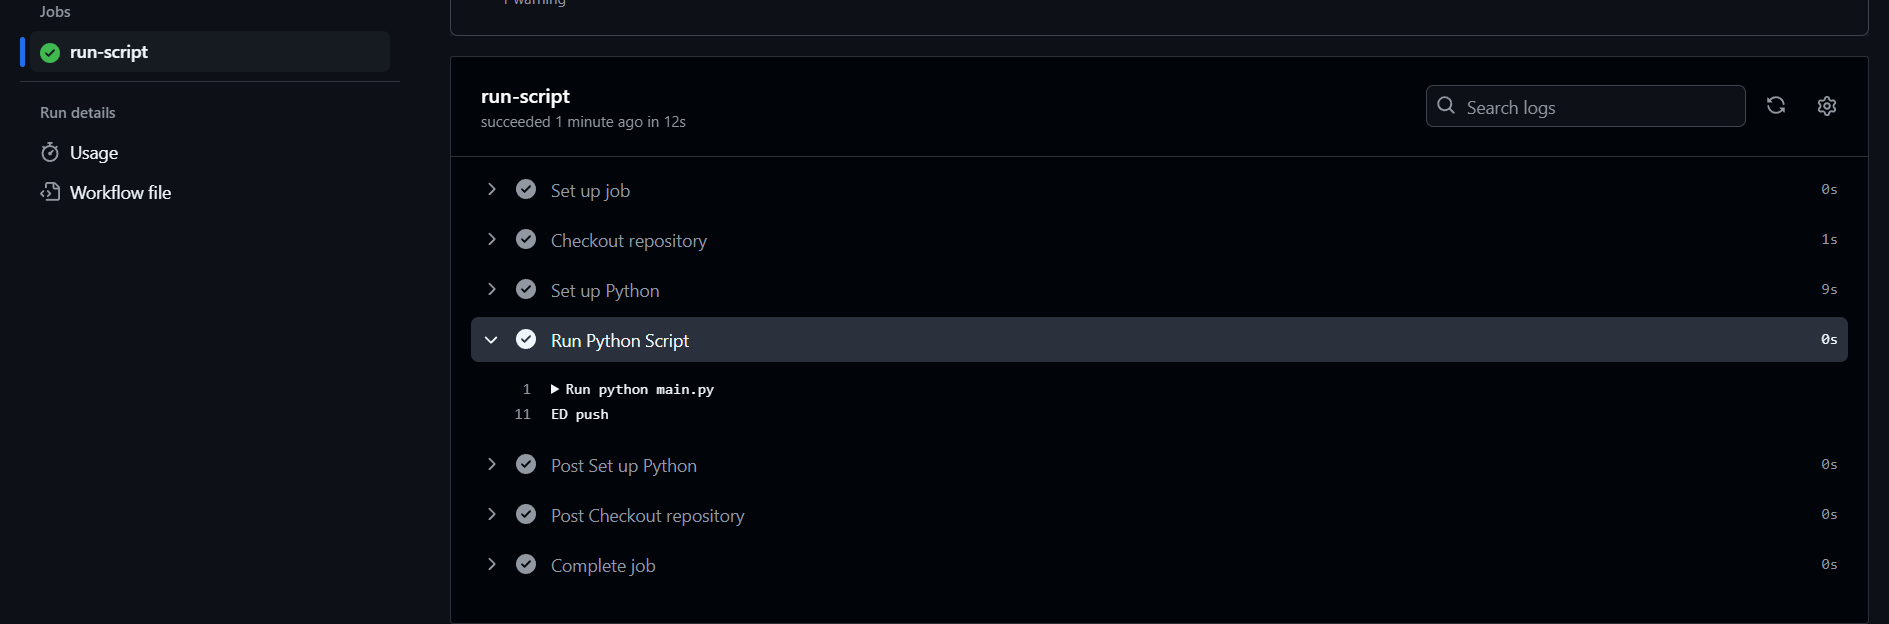 Jobs
1 warning
run-script
Run details
Usage
Workflow file
run-script
succeeded 1 minute ago in 12s
Search logs
Set up job 0s
Checkout repository 1s
Set up Python 9s
Run Python Script 0s
1 Run python main.py
11 ED push
Post Set up Python 0s
Post Checkout repository 0s
Complete job 0s